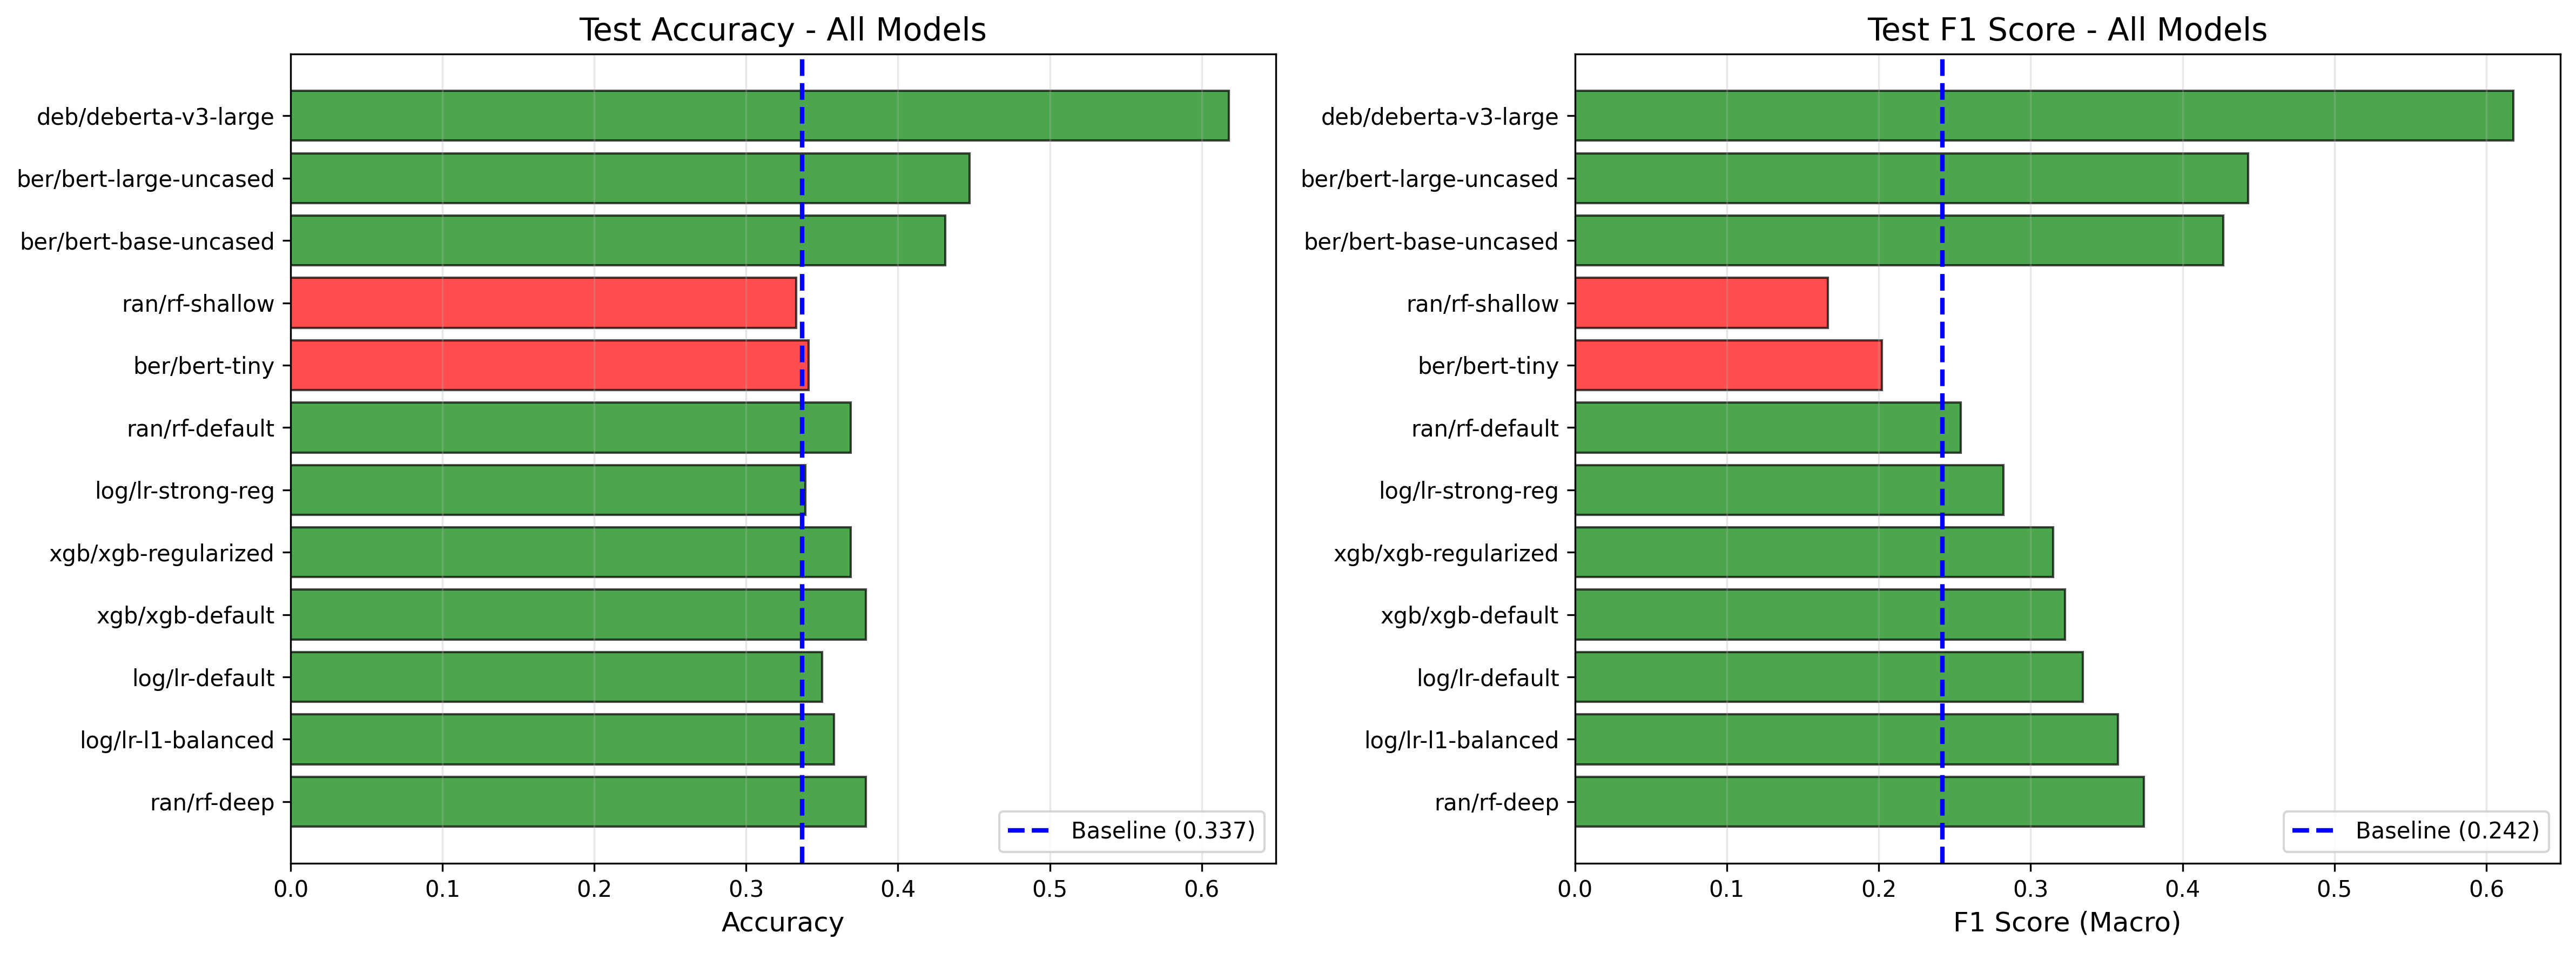 Test Accuracy - All Models
deb/deberta-v3-large
ber/bert-large-uncased
ber/bert-base-uncased
ran/rf-shallow
ber/bert-tiny
ran/rf-default
log/lr-strong-reg
xgb/xgb-regularized
xgb/xgb-default
log/lr-default
log/lr-l1-balanced
ran/rf-deep
Baseline (0.337)
0.0 0.1 0.2 0.3 0.4 0.5 0.6
Accuracy
Test F1 Score - All Models
deb/deberta-v3-large
ber/bert-large-uncased
ber/bert-base-uncased
ran/rf-shallow
ber/bert-tiny
ran/rf-default
log/lr-strong-reg
xgb/xgb-regularized
xgb/xgb-default
log/lr-default
log/lr-l1-balanced
ran/rf-deep
Baseline (0.242)
0.0 0.1 0.2 0.3 0.4 0.5 0.6
F1 Score (Macro)